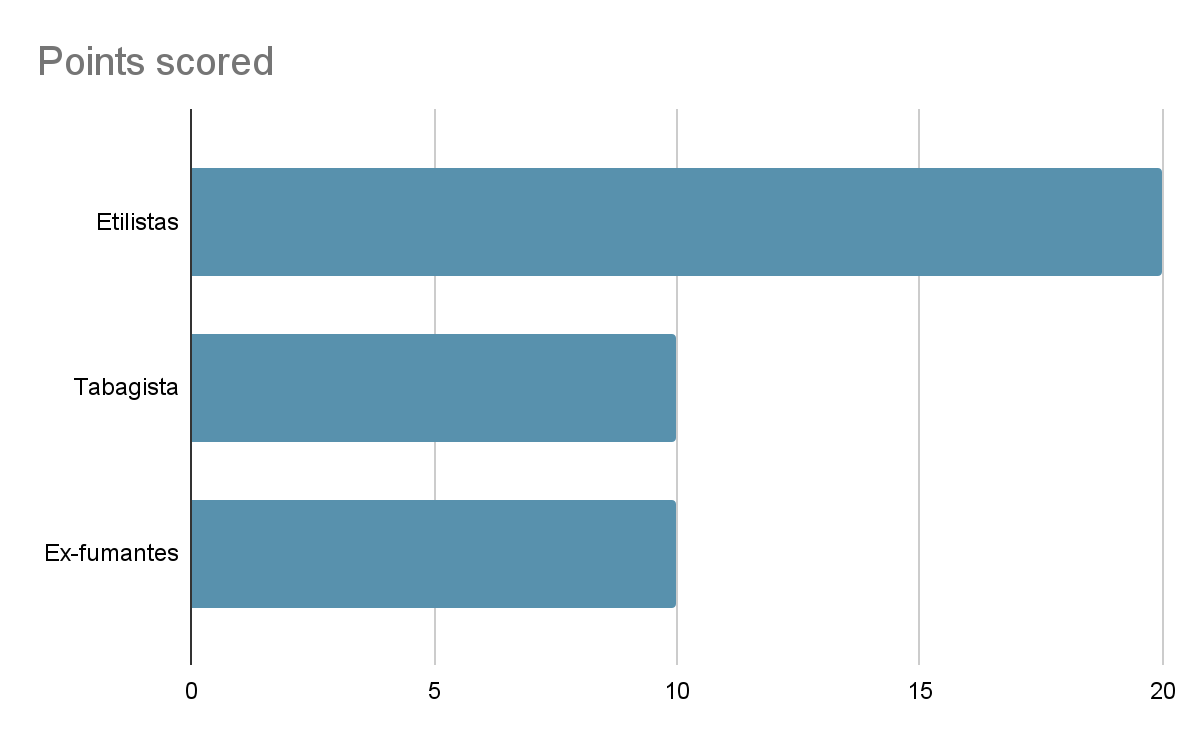 Points scored
Etilistas
Tabagista
Ex-fumantes
0 5 10 15 20